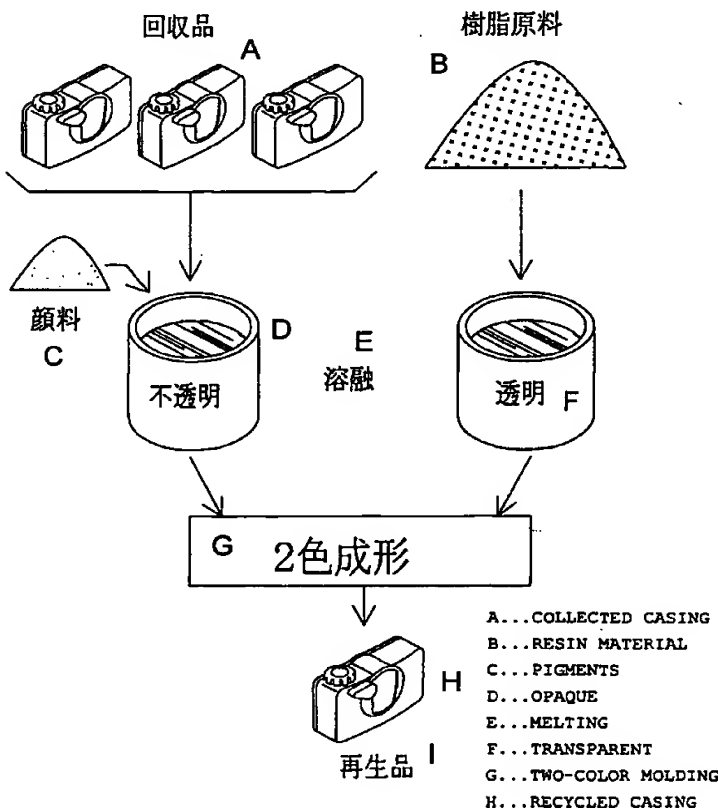 回収品
A
樹脂原料
B
顔料
C
D
不透明
E
溶融
透明 F
G 2色成形
H
再生品 I
A...COLLECTED CASING
B...RESIN MATERIAL
C...PIGMENTS
D...OPAQUE
E...MELTING
F...TRANSPARENT
G...TWO-COLOR MOLDING
H...RECYCLED CASING